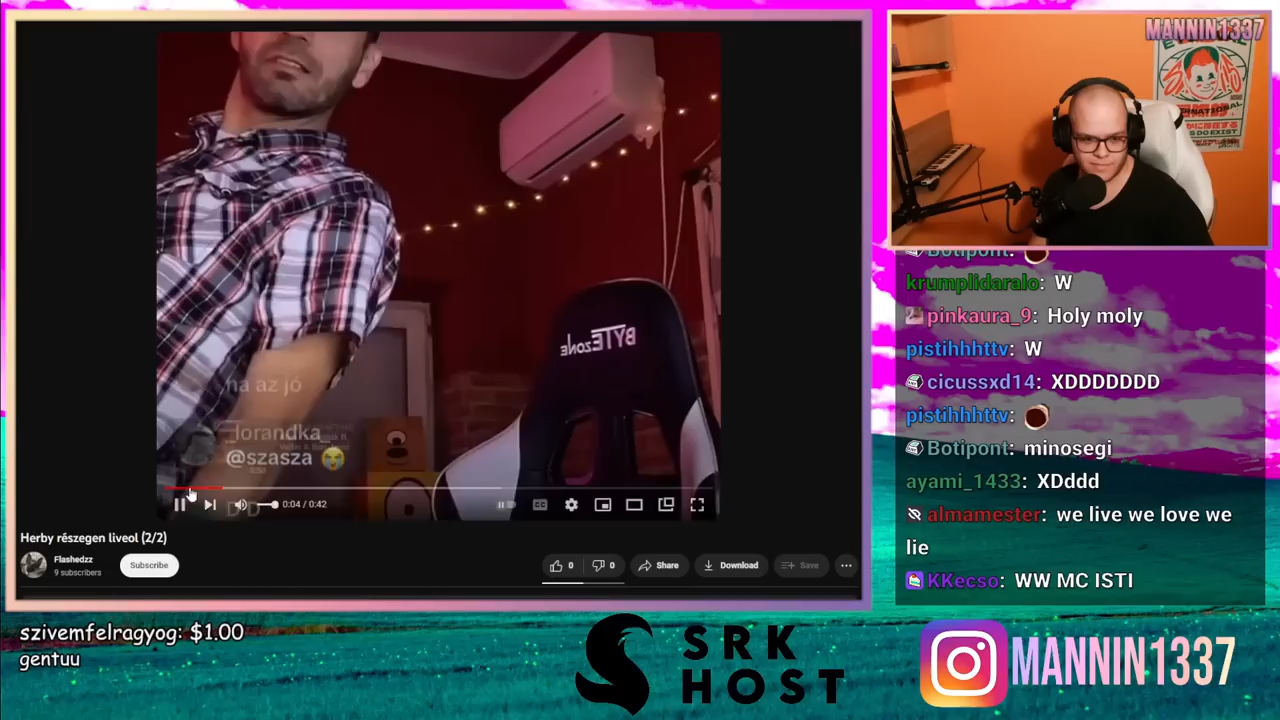 MANNIN1337
BYTEzone
ha az jó
_lorandka_
@szasza 😭
0:04 / 0:42
Herby részegen liveol (2/2)
Flashedzz
9 subscribers
Subscribe
0
0
Share
Download
Save
Botipont:
krumplidaralo: W
pinkaura_9: Holy moly
pistihhhttv: W
cicussxd14: XDDDDDDD
pistihhhttv:
Botipont: minosegi
ayami_1433: XDddd
almamester: we live we love we
lie
KKecso: WW MC ISTI
szivemfelragyog: $1.00
gentuu
SRK
HOST
MANNIN1337